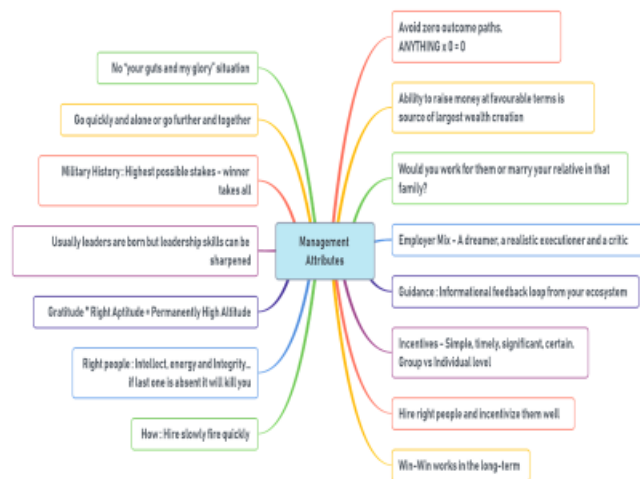 Avoid zero outcome paths.
ANYTHING x 0 = 0
No "your guts and my glory" situation
Ability to raise money at favourable terms is
source of largest wealth creation
Go quickly and alone or go further and together
Military History : Highest possible stakes - winner
takes all
Would you work for them or marry your relative in that
family?
Usually leaders are born but leadership skills can be
sharpened
Management
Attributes
Employer Mix - A dreamer, a realistic executioner and a critic
Gratitude * Right Aptitude = Permanently High Altitude
Guidance : Informational feedback loop from your ecosystem
Right people : Intellect, energy and Integrity...
if last one is absent it will kill you
Incentives - Simple, timely, significant, certain.
Group vs Individual level
How : Hire slowly fire quickly
Hire right people and incentivize them well
Win-Win works in the long-term